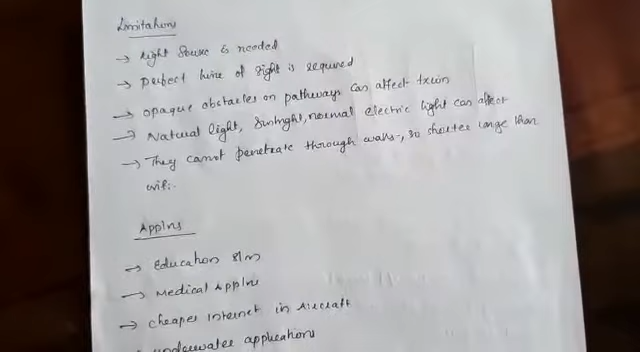 Limitations
→ Light Source is needed
→ Perfect line of sight is required
→ opaque obstacles on pathways can affect txion
→ Natural light, Sunlight, normal electric light can affect
→ They cannot penetrate through walls, so shorter range than
wifi.
Applns
→ Education
→ Medical Applns
→ Cheaper Internet in Aircraft
underwater applications